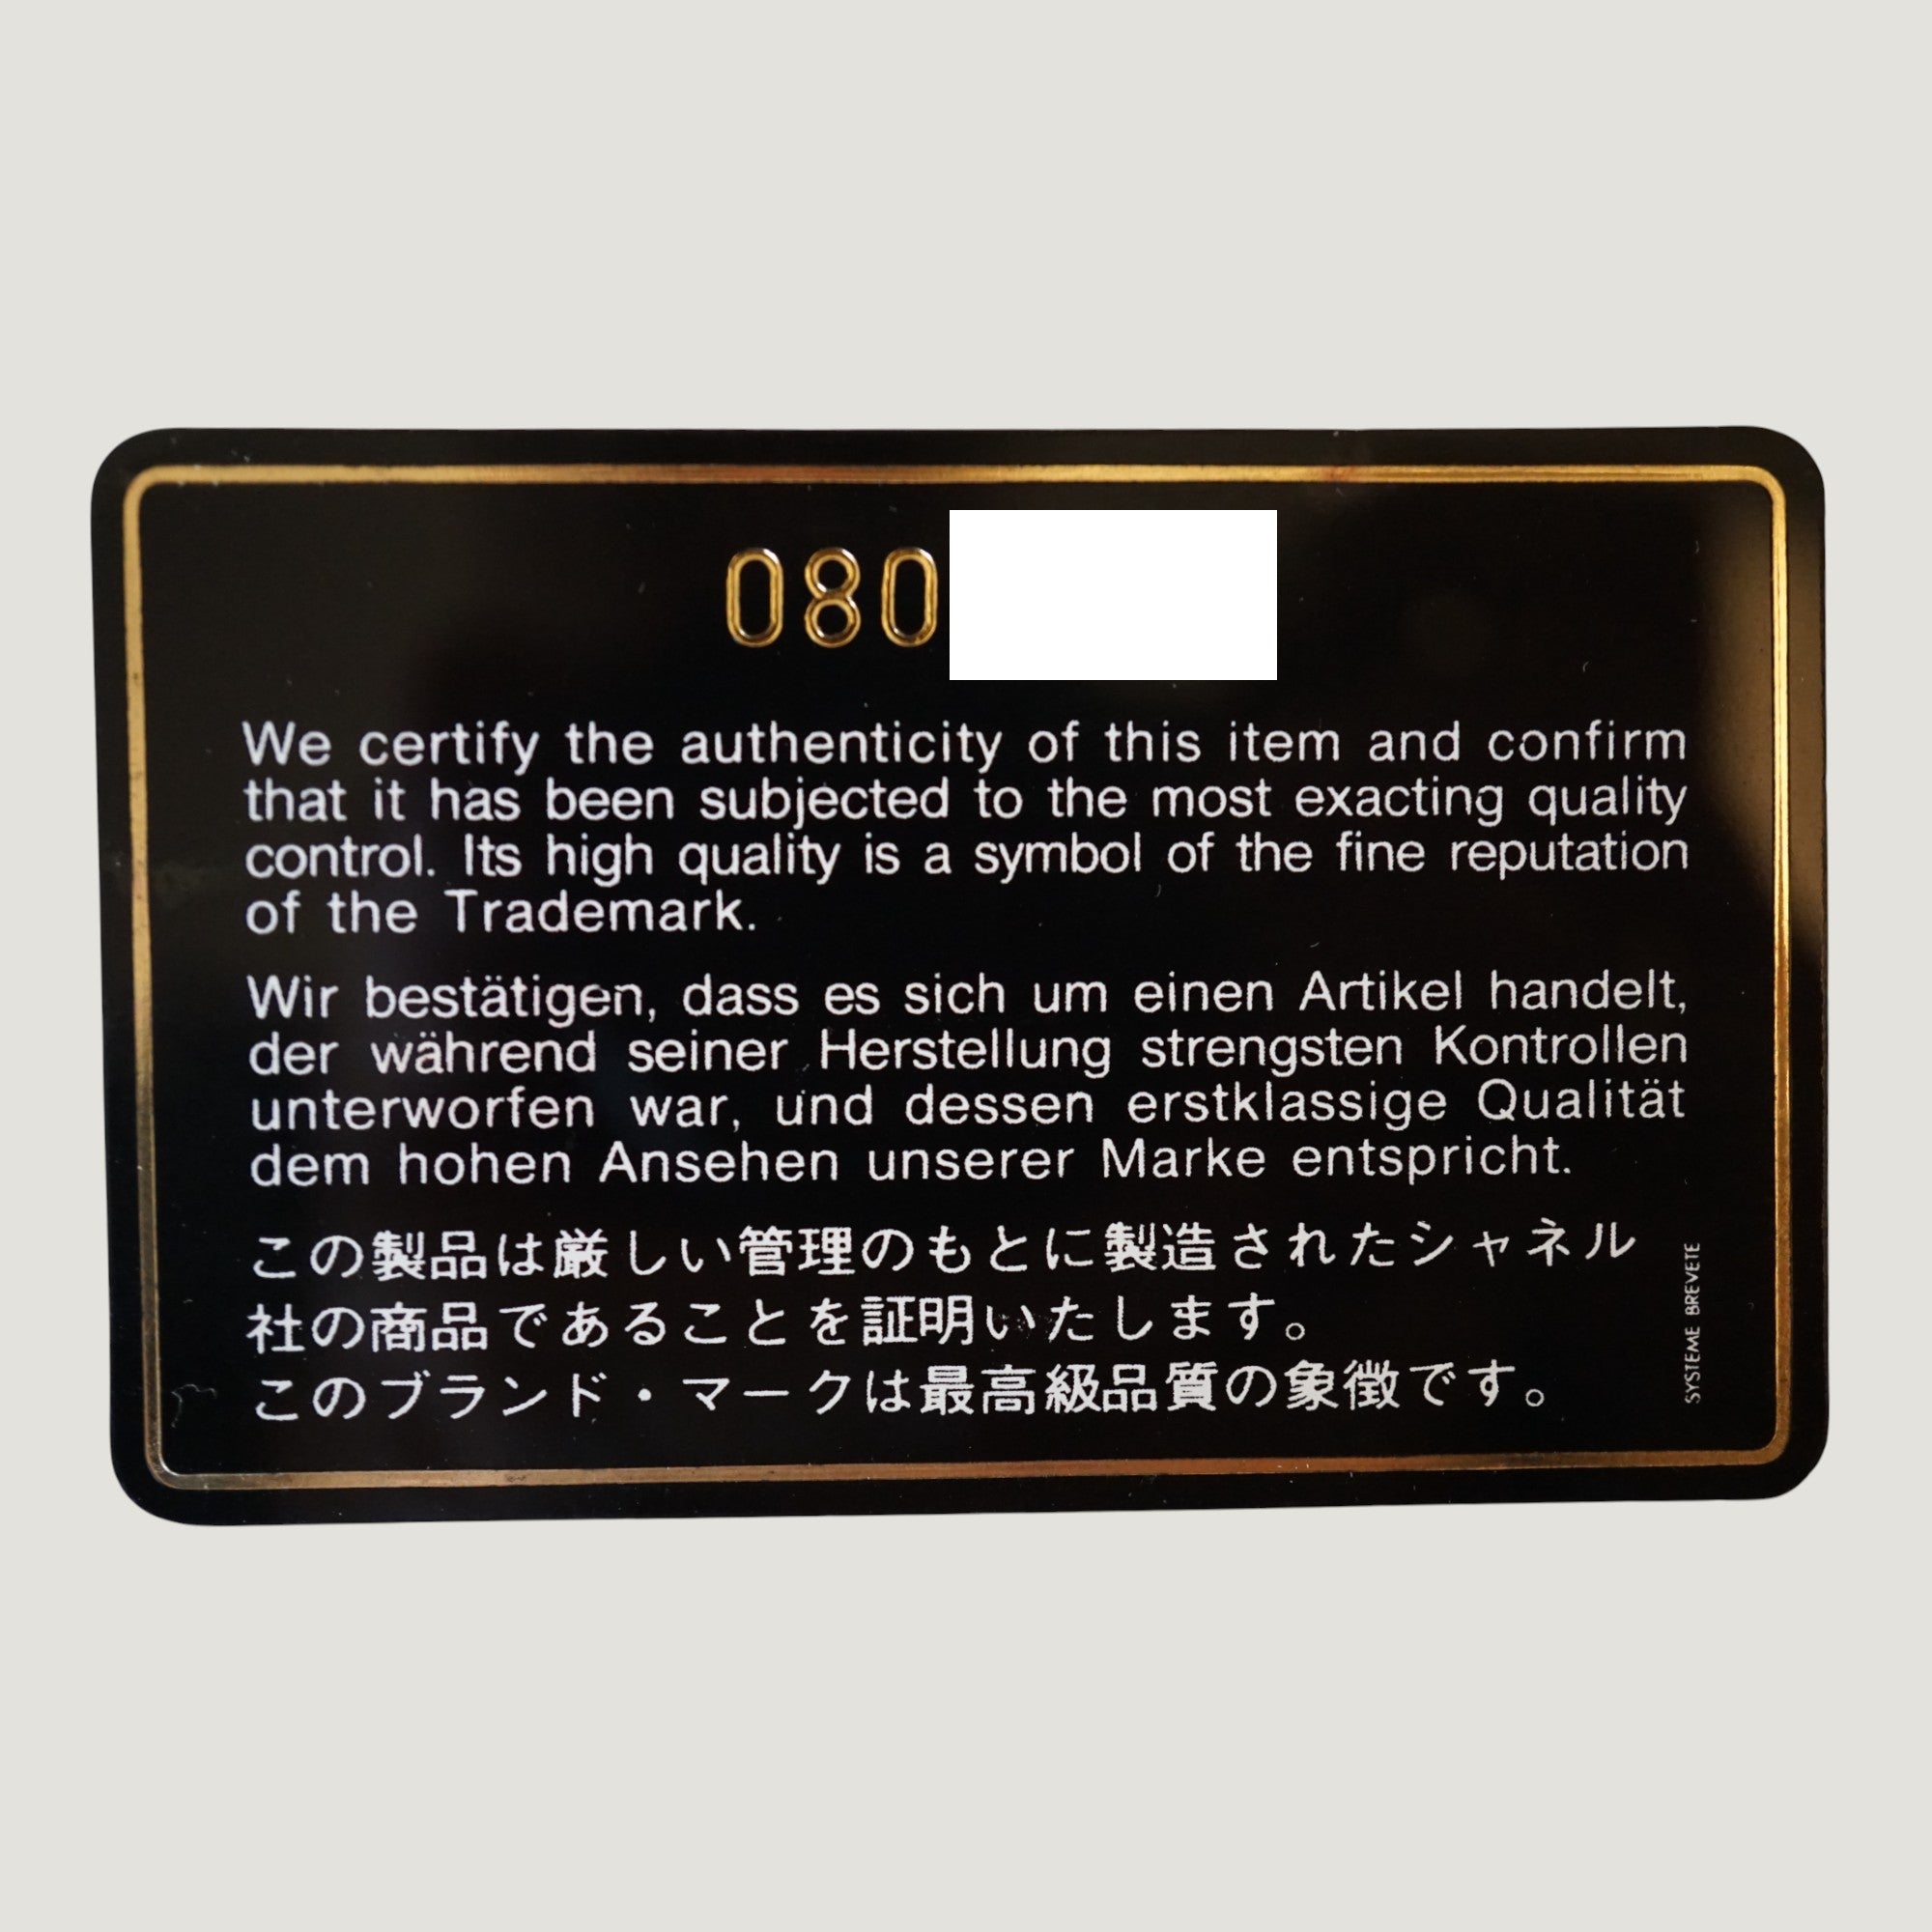 080
We certify the authenticity of this item and confirm
that it has been subjected to the most exacting quality
control. Its high quality is a symbol of the fine reputation
of the Trademark.
Wir bestätigen, dass es sich um einen Artikel handelt,
der während seiner Herstellung strengsten Kontrollen
unterworfen war, und dessen erstklassige Qualität
dem hohen Ansehen unserer Marke entspricht.
この製品は厳しい管理のもとに製造されたシャネル
社の商品であることを証明いたします。
このブランド・マークは最高級品質の象徴です。
SYSTEME BREVETE